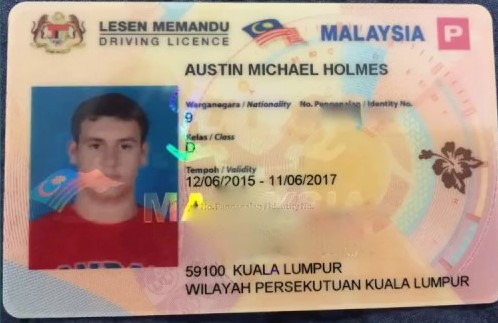 LESEN MEMANDU
DRIVING LICENCE
MALAYSIA P
AUSTIN MICHAEL HOLMES
Warganegara / Nationality No. Pengenalan / Identity No.
9
Kelas / Class
D
Tempoh / Validity
12/06/2015 - 11/06/2017
59100 KUALA LUMPUR
WILAYAH PERSEKUTUAN KUALA LUMPUR